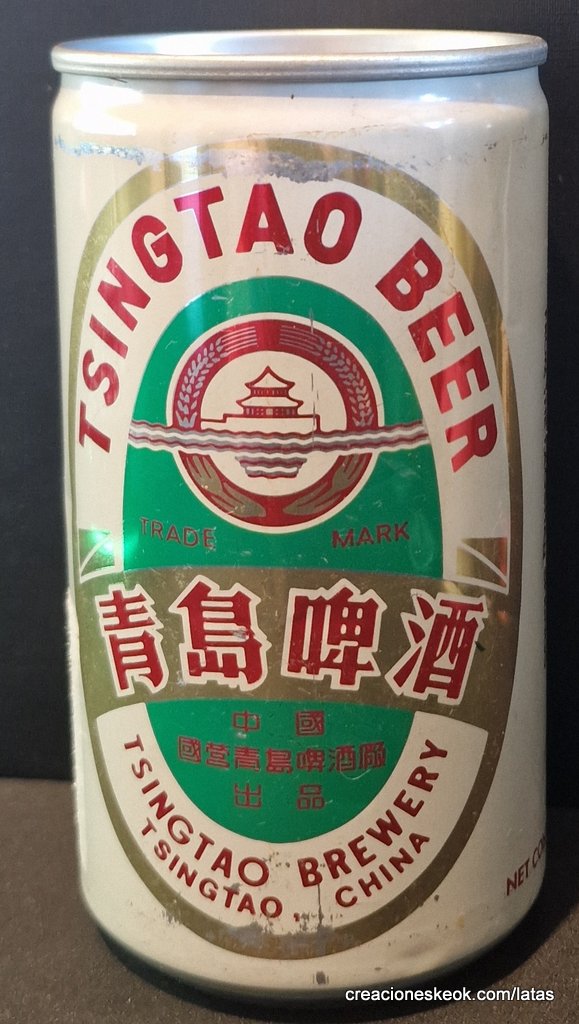 TSINGTAO BEER
TRADE MARK
青島啤酒
中國
國営青島啤酒廠
出品
TSINGTAO BREWERY
TSINGTAO, CHINA
NET
creacioneskeok.com/latas